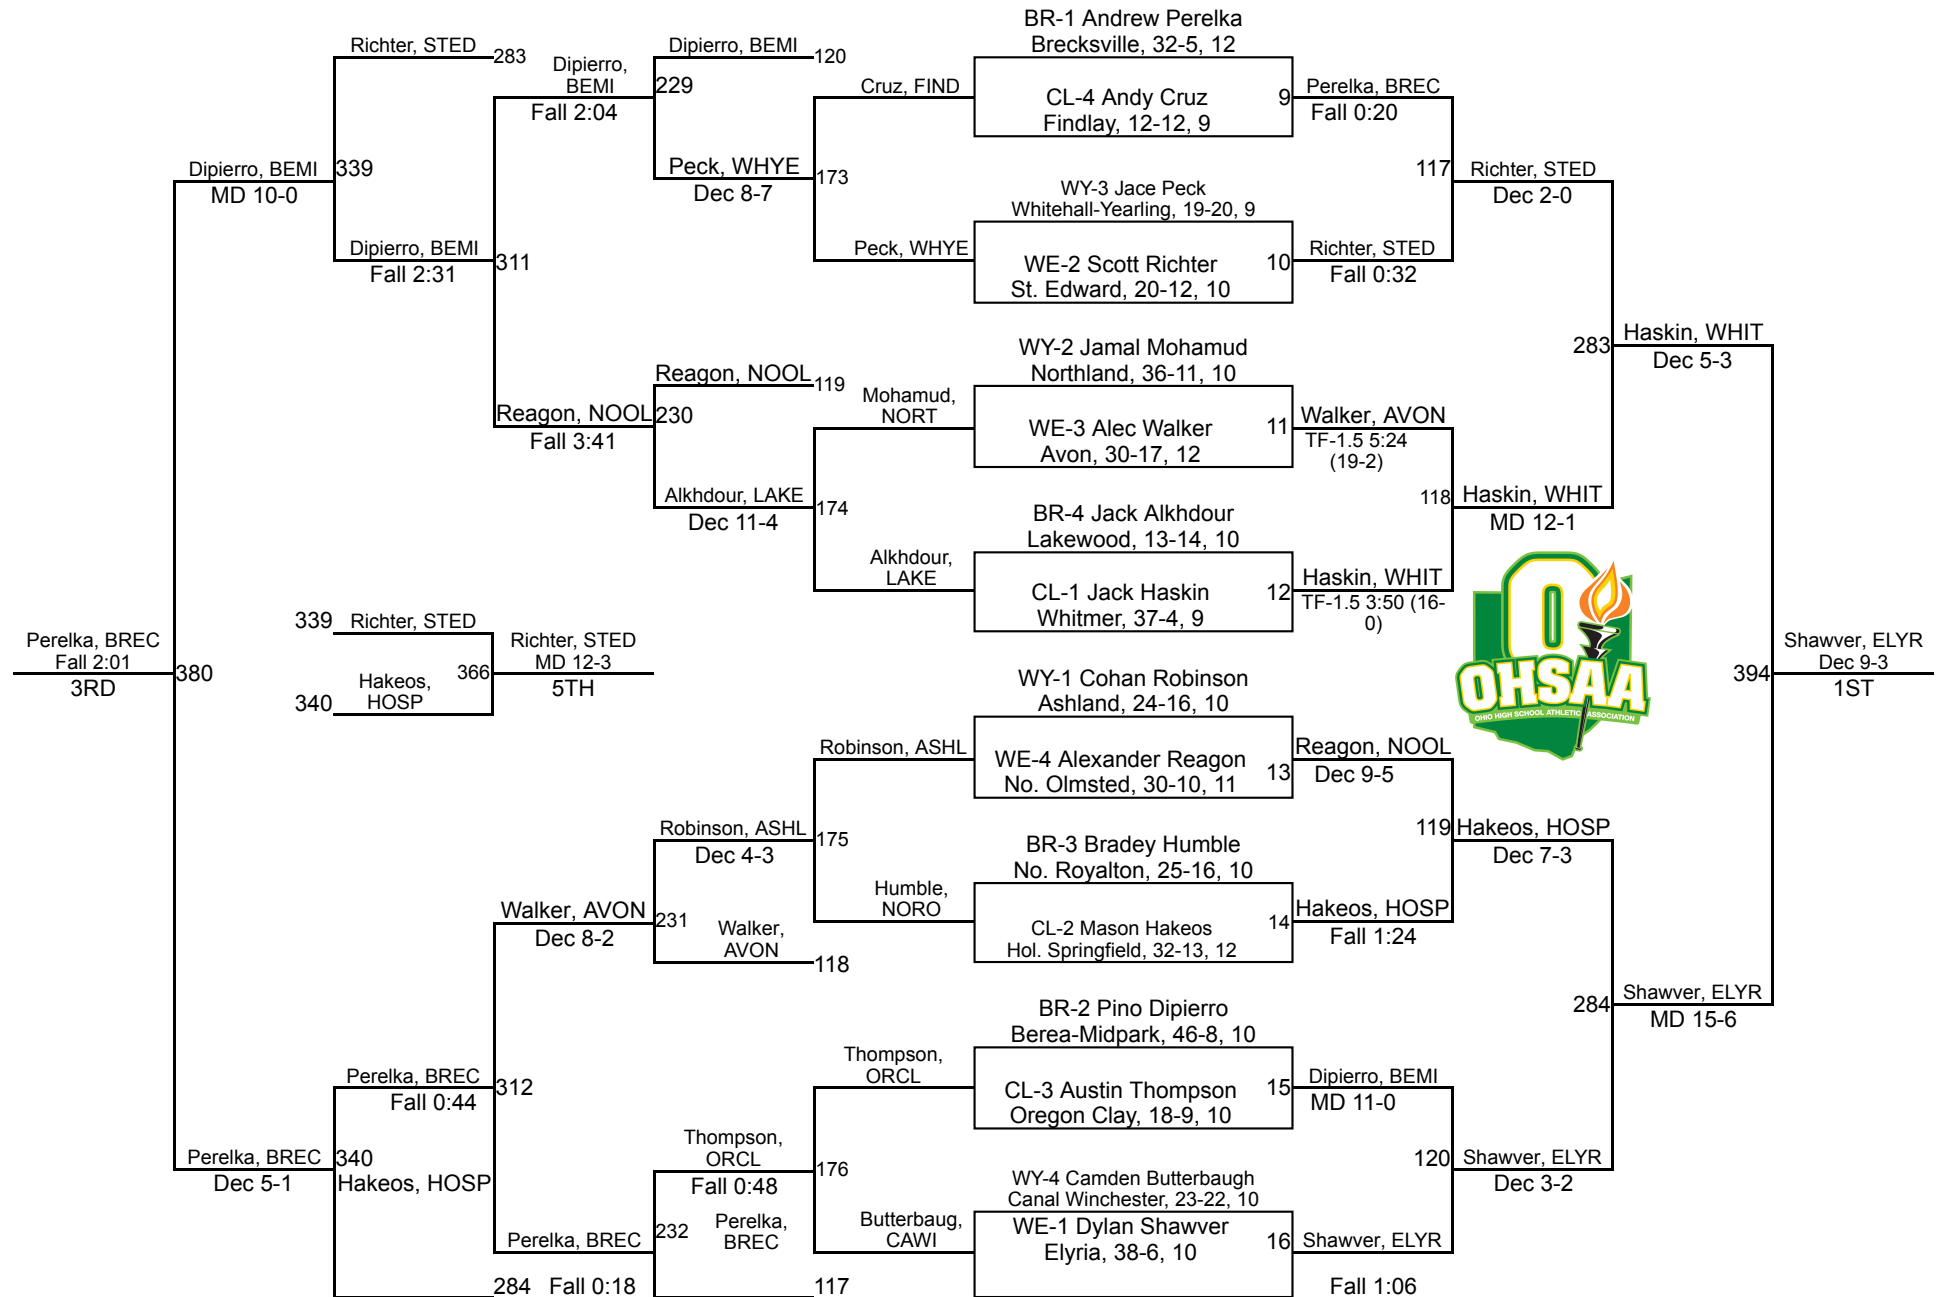 BR-1 Andrew Perelka
Brecksville, 32-5, 12
Richter, STED
283
Dipierro,
BEMI
Fall 2:04
Dipierro, BEMI
120
229
Cruz, FIND
CL-4 Andy Cruz
Findlay, 12-12, 9
9
Perelka, BREC
Fall 0:20
Dipierro, BEMI
MD 10-0
339
Peck, WHYE
Dec 8-7
173
WY-3 Jace Peck
Whitehall-Yearling, 19-20, 9
117
Richter, STED
Dec 2-0
Dipierro, BEMI
Fall 2:31
311
Peck, WHYE
WE-2 Scott Richter
St. Edward, 20-12, 10
10
Richter, STED
Fall 0:32
WY-2 Jamal Mohamud
Northland, 36-11, 10
283
Haskin, WHIT
Dec 5-3
Reagon, NOOL
119
Reagon, NOOL
Fall 3:41
230
Mohamud,
NORT
WE-3 Alec Walker
Avon, 30-17, 12
11
Walker, AVON
TF-1.5 5:24
(19-2)
Alkhdour, LAKE
Dec 11-4
174
BR-4 Jack Alkhdour
Lakewood, 13-14, 10
118
Haskin, WHIT
MD 12-1
Alkhdour,
LAKE
CL-1 Jack Haskin
Whitmer, 37-4, 9
12
Haskin, WHIT
TF-1.5 3:50 (16-
0)
O
OHSAA
OHIO HIGH SCHOOL ATHLETIC ASSOCIATION
339
Richter, STED
Perelka, BREC
Fall 2:01
3RD
380
340
Hakeos,
HOSP
366
Richter, STED
MD 12-3
5TH
394
Shawver, ELYR
Dec 9-3
1ST
WY-1 Cohan Robinson
Ashland, 24-16, 10
Robinson, ASHL
WE-4 Alexander Reagon
No. Olmsted, 30-10, 11
13
Reagon, NOOL
Dec 9-5
Robinson, ASHL
Dec 4-3
175
BR-3 Bradey Humble
No. Royalton, 25-16, 10
119
Hakeos, HOSP
Dec 7-3
Walker, AVON
Dec 8-2
231
Walker,
AVON
118
Humble,
NORO
CL-2 Mason Hakeos
Hol. Springfield, 32-13, 12
14
Hakeos, HOSP
Fall 1:24
BR-2 Pino Dipierro
Berea-Midpark, 46-8, 10
284
Shawver, ELYR
MD 15-6
Perelka, BREC
Fall 0:44
312
Thompson,
ORCL
CL-3 Austin Thompson
Oregon Clay, 18-9, 10
15
Dipierro, BEMI
MD 11-0
Perelka, BREC
Dec 5-1
340
Hakeos, HOSP
Thompson,
ORCL
Fall 0:48
176
WY-4 Camden Butterbaugh
Canal Winchester, 23-22, 10
120
Shawver, ELYR
Dec 3-2
Perelka, BREC
232
Perelka,
BREC
Butterbaug,
CAWI
WE-1 Dylan Shawver
Elyria, 38-6, 10
16
Shawver, ELYR
284
Fall 0:18
117
Fall 1:06